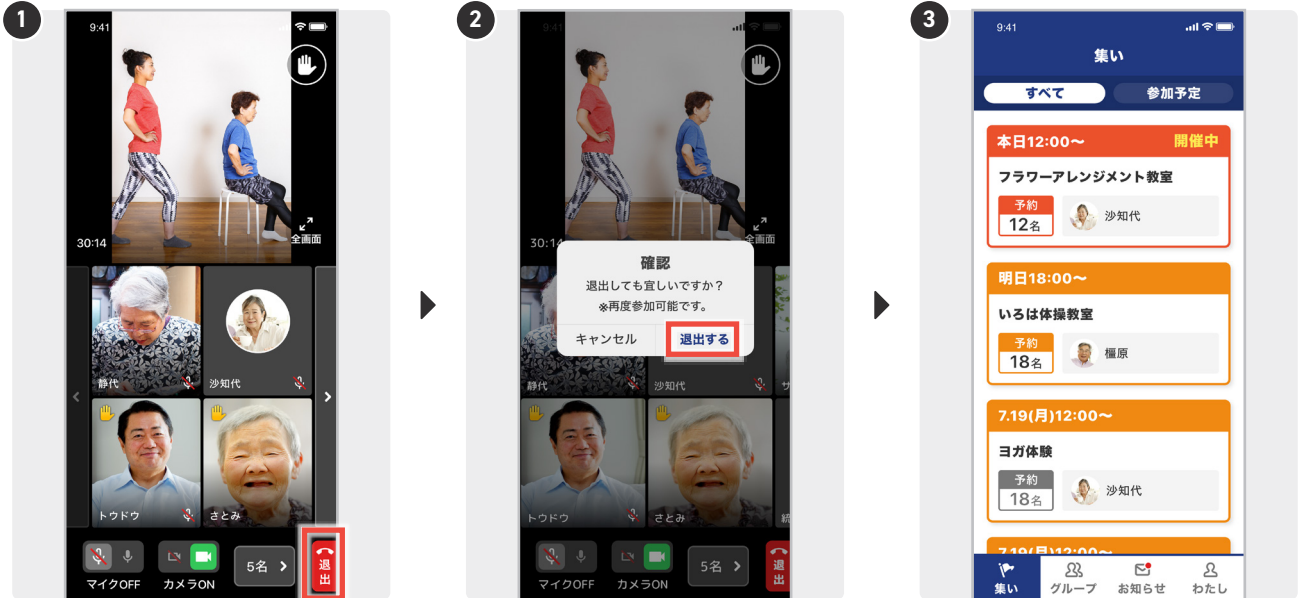 1
9:41
30:14
全画面
静代
沙知代
トウドウ
さとみ
マイクOFF
カメラON
5名
退出
2
9:41
30:14
全画面
確認
退出しても宜しいですか？
※再度参加可能です。
キャンセル
退出する
静代
沙知代
サ
トウドウ
さとみ
マイクOFF
カメラON
5名
退出
3
9:41
集い
すべて
参加予定
本日12:00〜
開催中
フラワーアレンジメント教室
予約
12名
沙知代
明日18:00〜
いろは体操教室
予約
18名
橿原
7.19(月)12:00〜
ヨガ体験
予約
18名
沙知代
7.19(月)12:00〜
集い
グループ
お知らせ
わたし